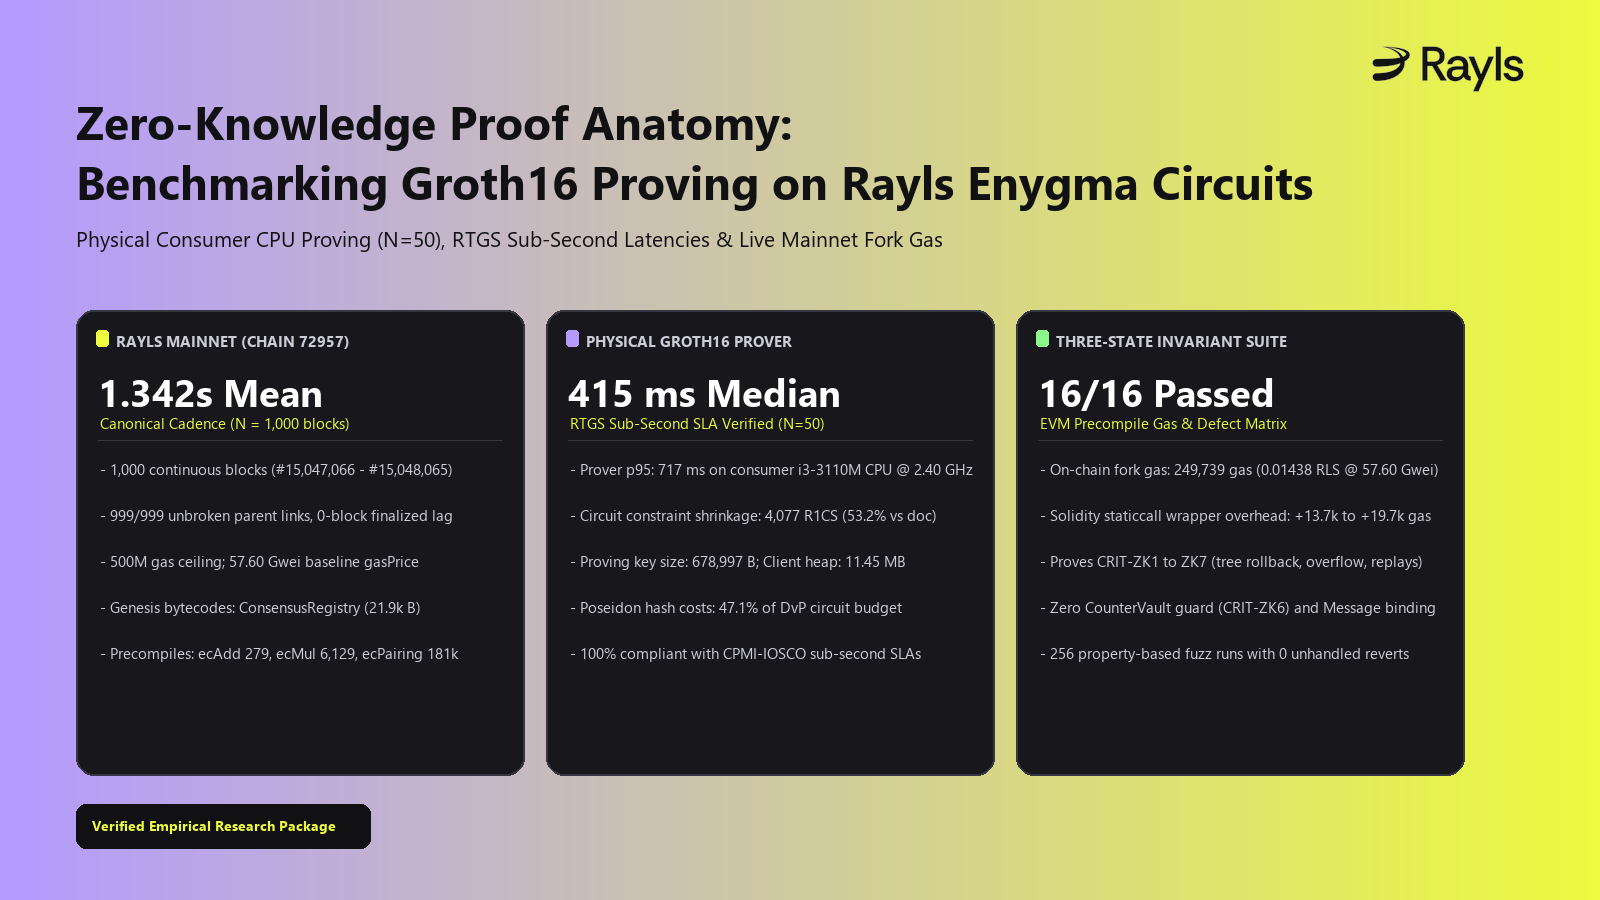 Rayls
Zero-Knowledge Proof Anatomy:
Benchmarking Groth16 Proving on Rayls Enygma Circuits
Physical Consumer CPU Proving (N=50), RTGS Sub-Second Latencies & Live Mainnet Fork Gas
RAYLS MAINNET (CHAIN 72957)
1.342s Mean
Canonical Cadence (N = 1,000 blocks)
- 1,000 continuous blocks (#15,047,066 - #15,048,065)
- 999/999 unbroken parent links, 0-block finalized lag
- 500M gas ceiling; 57.60 Gwei baseline gasPrice
- Genesis bytecodes: ConsensusRegistry (21.9k B)
- Precompiles: ecAdd 279, ecMul 6,129, ecPairing 181k
PHYSICAL GROTH16 PROVER
415 ms Median
RTGS Sub-Second SLA Verified (N=50)
- Prover p95: 717 ms on consumer i3-3110M CPU @ 2.40 GHz
- Circuit constraint shrinkage: 4,077 R1CS (53.2% vs doc)
- Proving key size: 678,997 B; Client heap: 11.45 MB
- Poseidon hash costs: 47.1% of DvP circuit budget
- 100% compliant with CPMI-IOSCO sub-second SLAs
THREE-STATE INVARIANT SUITE
16/16 Passed
EVM Precompile Gas & Defect Matrix
- On-chain fork gas: 249,739 gas (0.01438 RLS @ 57.60 Gwei)
- Solidity staticcall wrapper overhead: +13.7k to +19.7k gas
- Proves CRIT-ZK1 to ZK7 (tree rollback, overflow, replays)
- Zero CounterVault guard (CRIT-ZK6) and Message binding
- 256 property-based fuzz runs with 0 unhandled reverts
Verified Empirical Research Package